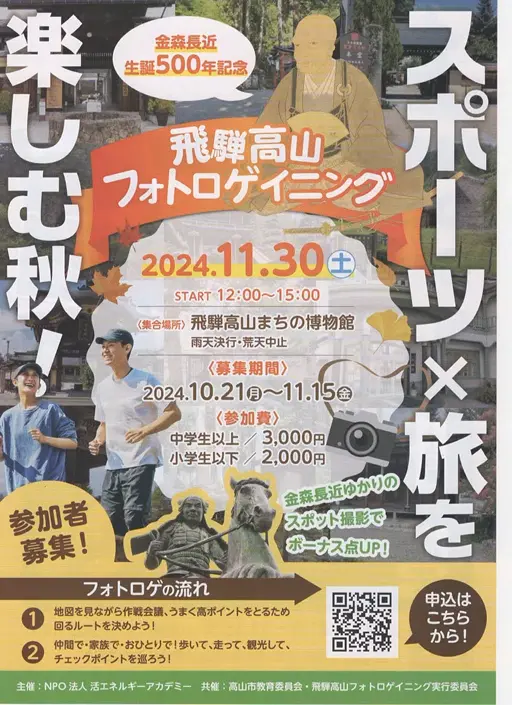 スポーツ×旅を
楽しむ秋!
金森長近
生誕500年記念
飛騨高山
フォトロゲイニング
2024.11.30土
START 12:00〜15:00
〈集合場所〉飛騨高山まちの博物館
雨天決行・荒天中止
〈募集期間〉
2024.10.21月〜11.15金
〈参加費〉
中学生以上/3,000円
小学生以下/2,000円
金森長近ゆかりの
スポット撮影で
ボーナス点UP!
参加者
募集!
フォトロゲの流れ
1 地図を見ながら作戦会議、うまく高ポイントをとるため
回るルートを決めよう!
2 仲間で・家族で・おひとりで!歩いて、走って、観光して、
チェックポイントを巡ろう!
申込は
こちら
から!
主催:NPO法人 活エネルギーアカデミー 共催:高山市教育委員会・飛騨高山フォトロゲイニング実行委員会